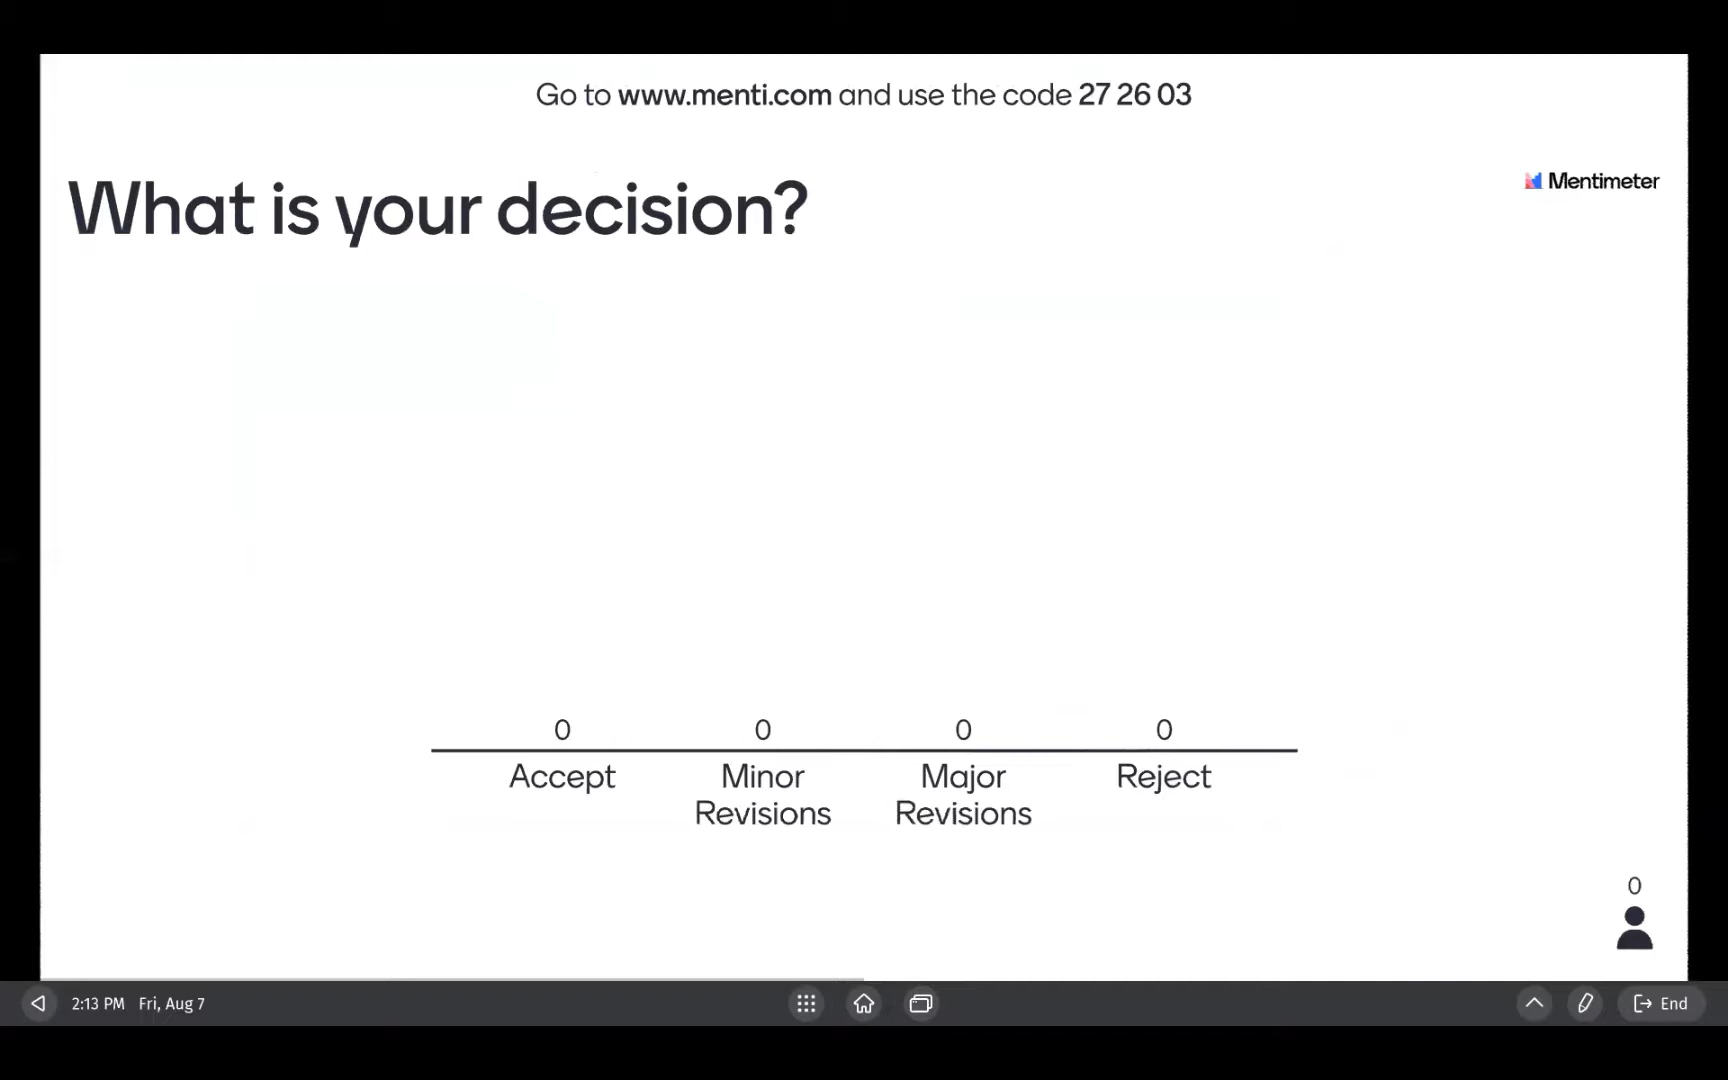 Go to www.menti.com and use the code 27 26 03
Mentimeter
What is your decision?
0 0 0 0
Accept Minor Revisions Major Revisions Reject
0
2:13 PM Fri, Aug 7
End